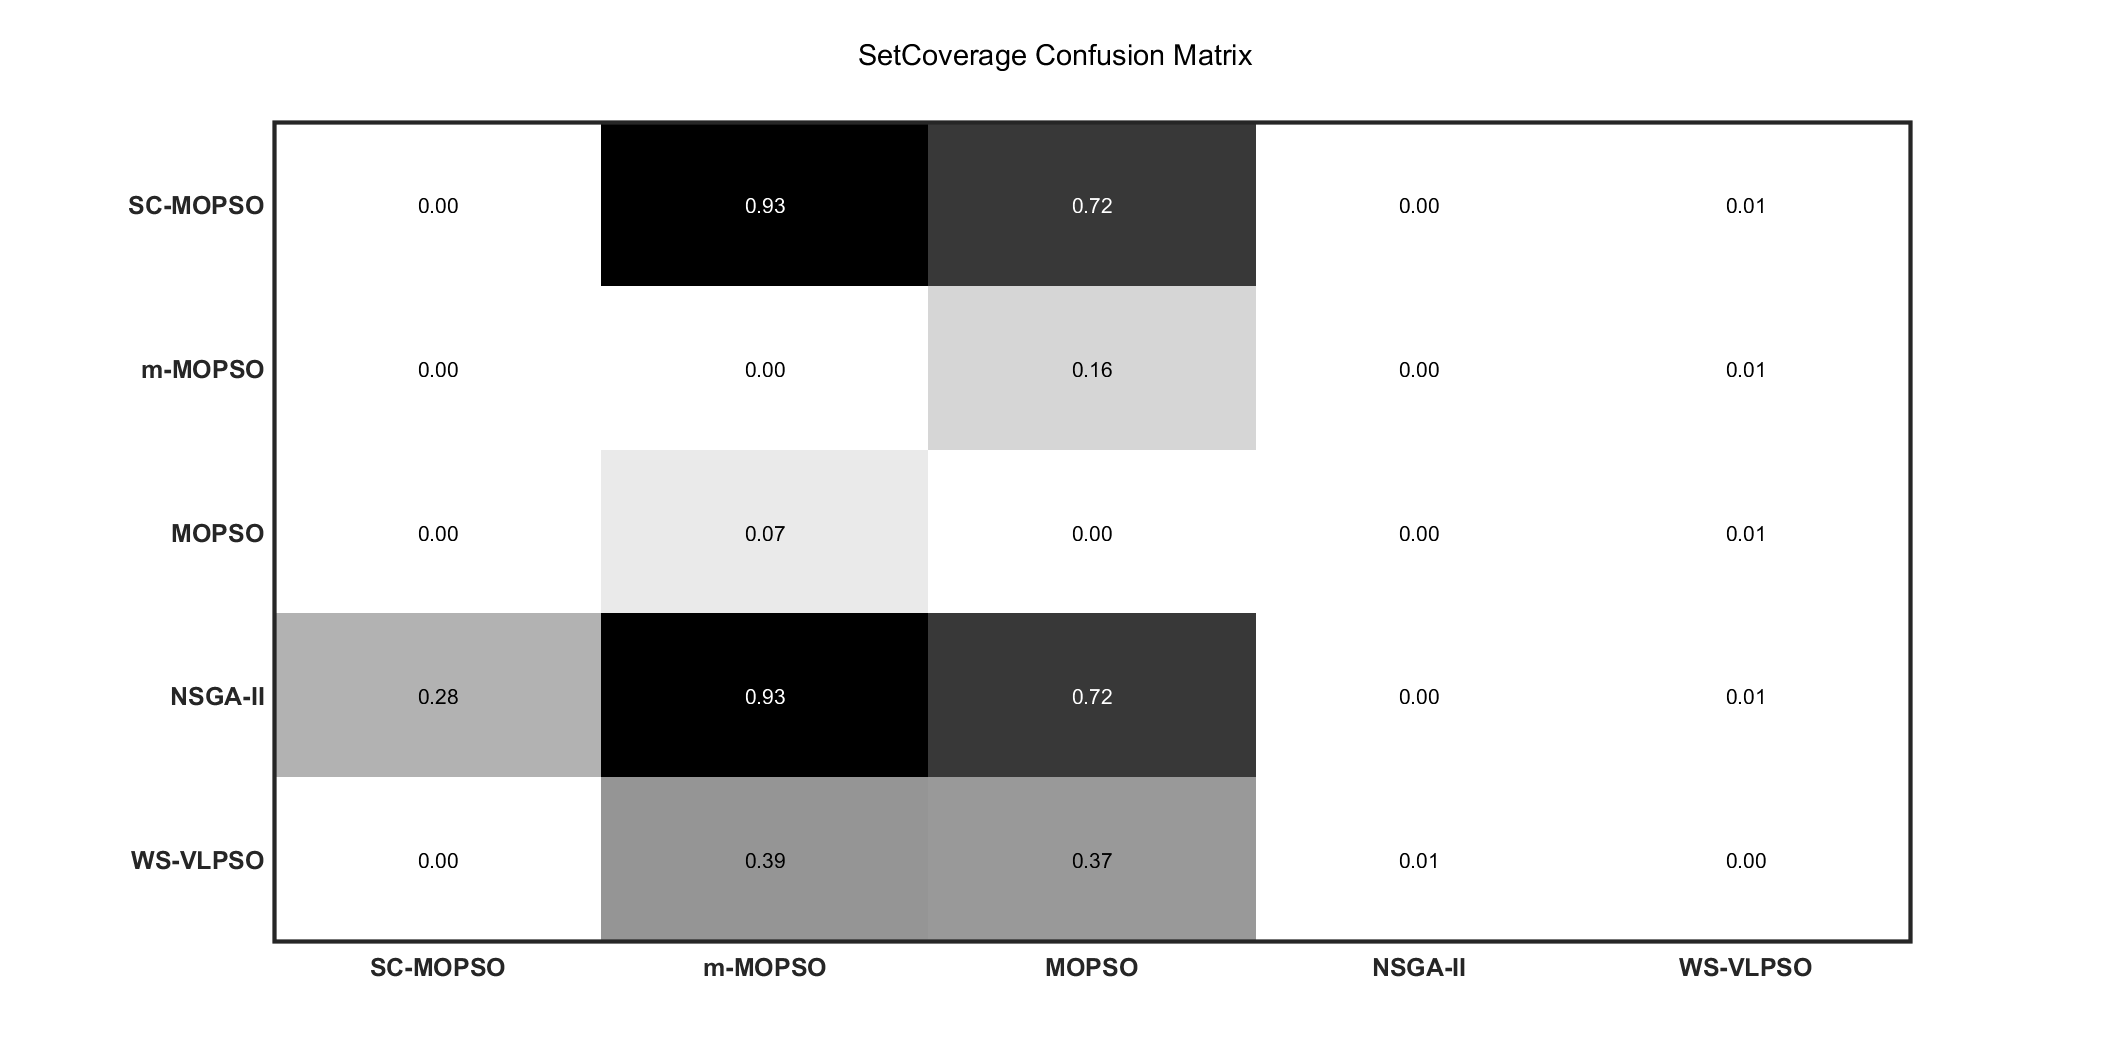 SetCoverage Confusion Matrix
SC-MOPSO 0.00 0.93 0.72 0.00 0.01
m-MOPSO 0.00 0.00 0.16 0.00 0.01
MOPSO 0.00 0.07 0.00 0.00 0.01
NSGA-II 0.28 0.93 0.72 0.00 0.01
WS-VLPSO 0.00 0.39 0.37 0.01 0.00
SC-MOPSO m-MOPSO MOPSO NSGA-II WS-VLPSO